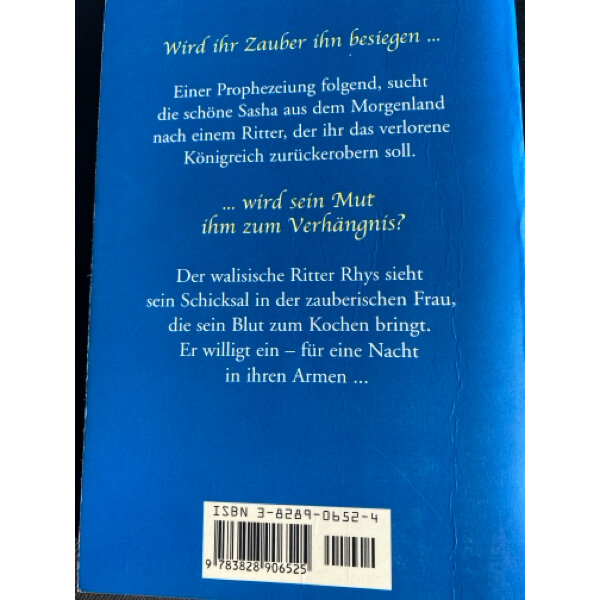 Wird ihr Zauber ihn besiegen ...
Einer Prophezeiung folgend, sucht
die schöne Sasha aus dem Morgenland
nach einem Ritter, der ihr das verlorene
Königreich zurückerobern soll.
... wird sein Mut
ihm zum Verhängnis?
Der walisische Ritter Rhys sieht
sein Schicksal in der zauberischen Frau,
die sein Blut zum Kochen bringt.
Er willigt ein – für eine Nacht
in ihren Armen ...
ISBN 3-8289-0652-4
9 783828 906525